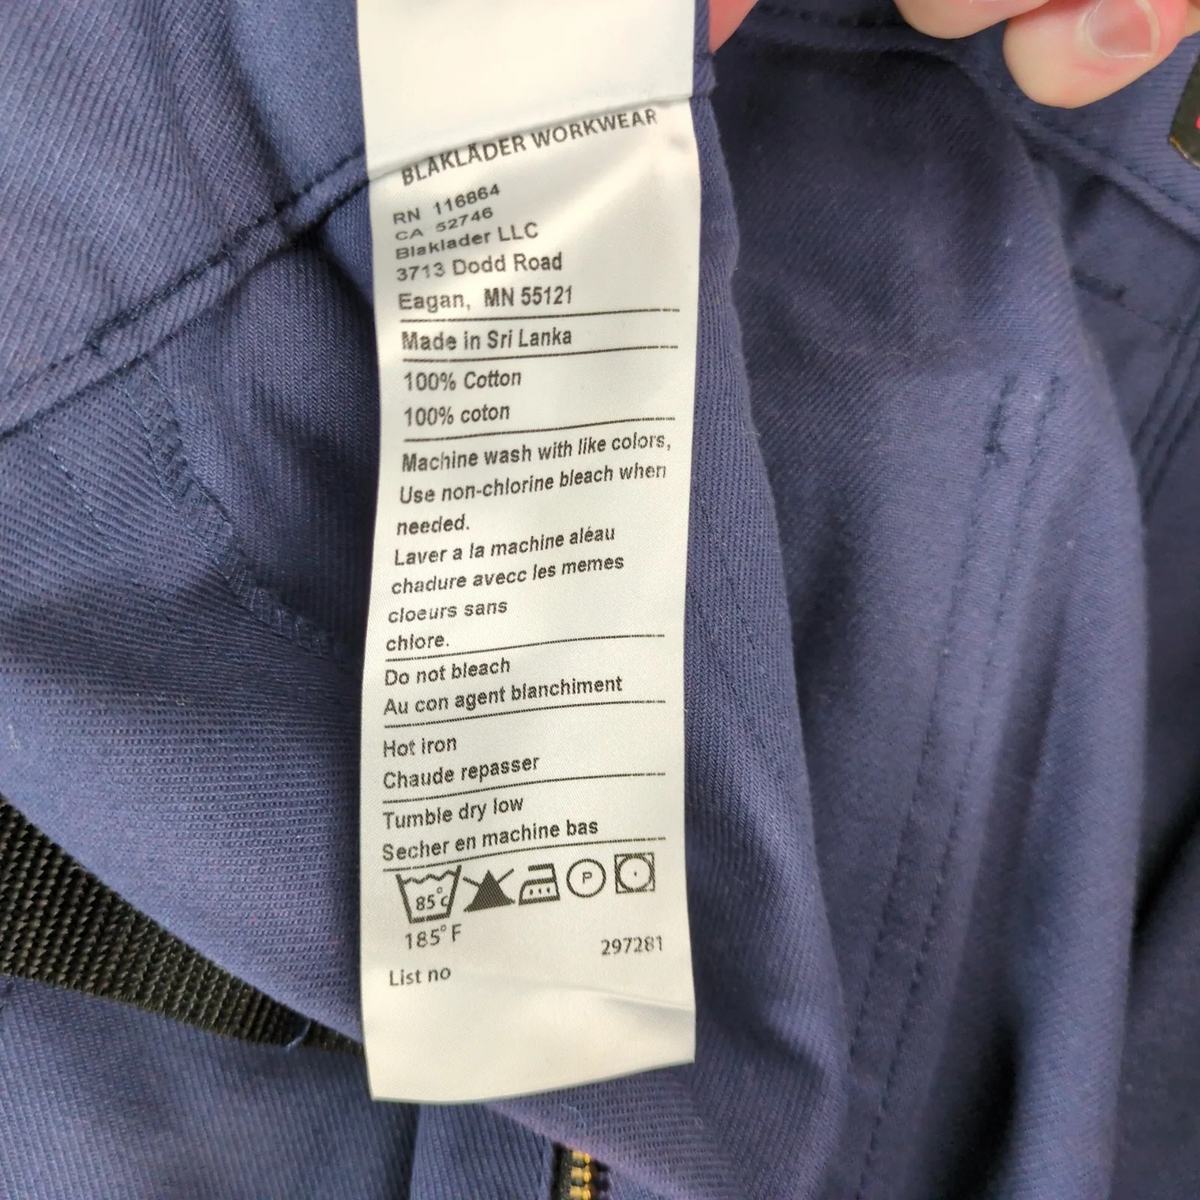 BLÅKLÄDER WORKWEAR
RN 116864
CA 52746
Blaklader LLC
3713 Dodd Road
Eagan, MN 55121
Made in Sri Lanka
100% Cotton
100% coton
Machine wash with like colors,
Use non-chlorine bleach when
needed.
Laver a la machine aléau
chadure avecc les memes
cloeurs sans
chlore.
Do not bleach
Au con agent blanchiment
Hot iron
Chaude repasser
Tumble dry low
Secher en machine bas
85°c
P
185°F
297281
List no